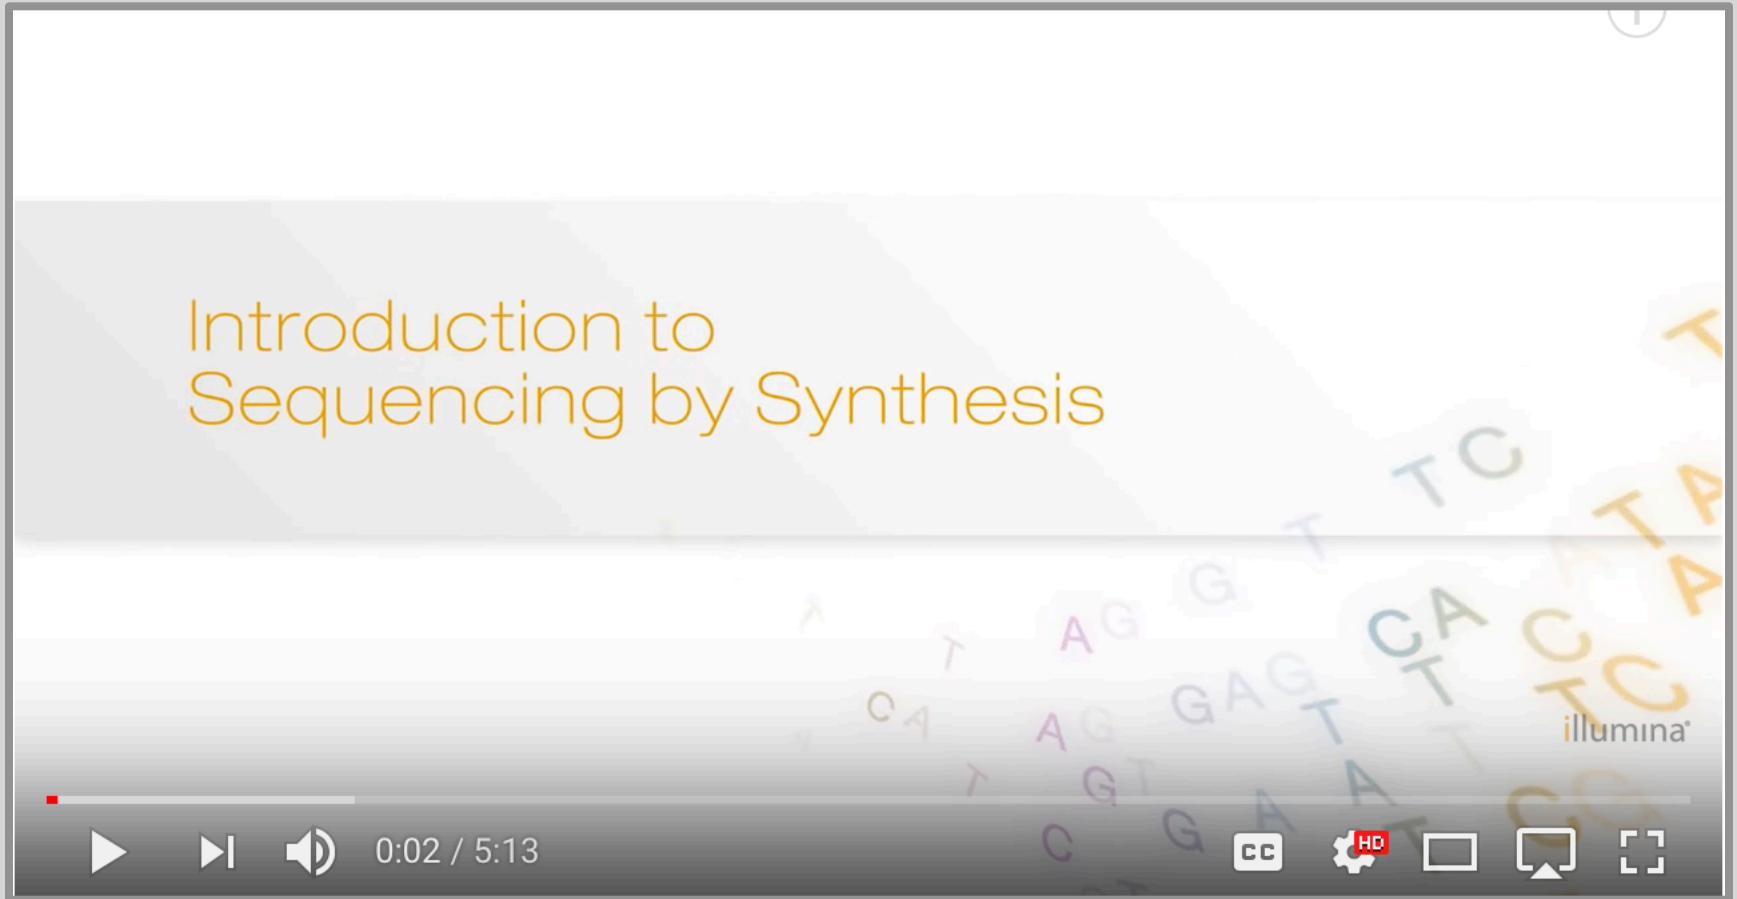 Introduction to
Sequencing by Synthesis
T
T C
T A
T
A
G
C A
A G
C
T
T
C
G A G
T
C A
A G
T
illumina®
T
G T
A
C G
C
G
A
T
0:02 / 5:13
CC
HD